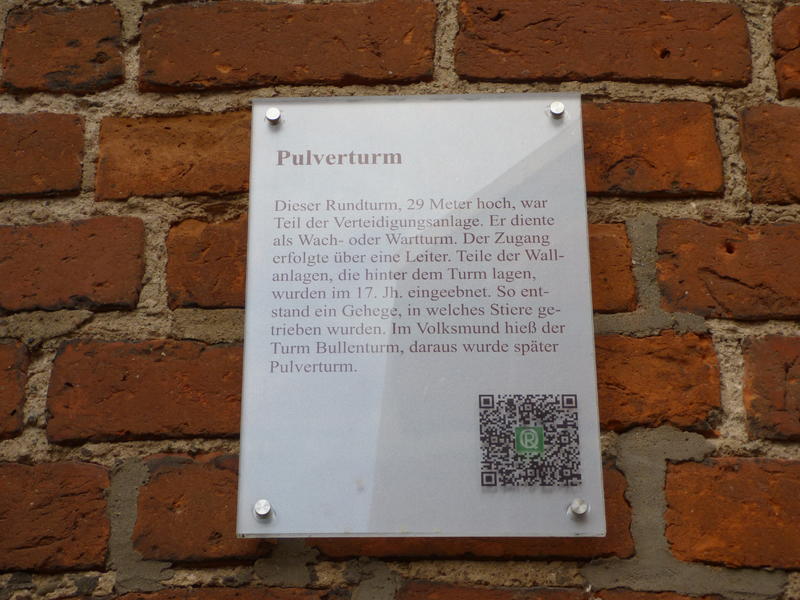 Pulverturm
Dieser Rundturm, 29 Meter hoch, war
Teil der Verteidigungsanlage. Er diente
als Wach- oder Wartturm. Der Zugang
erfolgte über eine Leiter. Teile der Wall-
anlagen, die hinter dem Turm lagen,
wurden im 17. Jh. eingeebnet. So ent-
stand ein Gehege, in welches Stiere ge-
trieben wurden. Im Volksmund hieß der
Turm Bullenturm, daraus wurde später
Pulverturm.